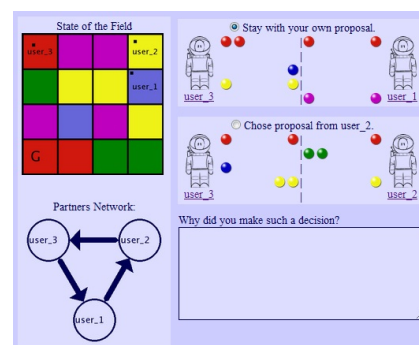 State of the Field
user_3
user_2
user_1
G
Partners Network:
user_3
user_2
user_1
Stay with your own proposal.
user_3
user_1
Chose proposal from user_2.
user_3
user_2
Why did you make such a decision?